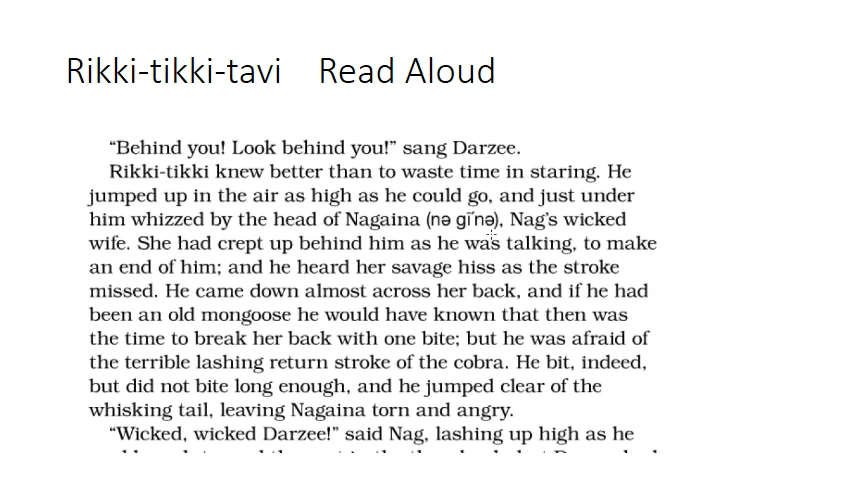 Rikki-tikki-tavi Read Aloud
“Behind you! Look behind you!” sang Darzee.
Rikki-tikki knew better than to waste time in staring. He
jumped up in the air as high as he could go, and just under
him whizzed by the head of Nagaina (nə gī′nə), Nag’s wicked
wife. She had crept up behind him as he was talking, to make
an end of him; and he heard her savage hiss as the stroke
missed. He came down almost across her back, and if he had
been an old mongoose he would have known that then was
the time to break her back with one bite; but he was afraid of
the terrible lashing return stroke of the cobra. He bit, indeed,
but did not bite long enough, and he jumped clear of the
whisking tail, leaving Nagaina torn and angry.
“Wicked, wicked Darzee!” said Nag, lashing up high as he